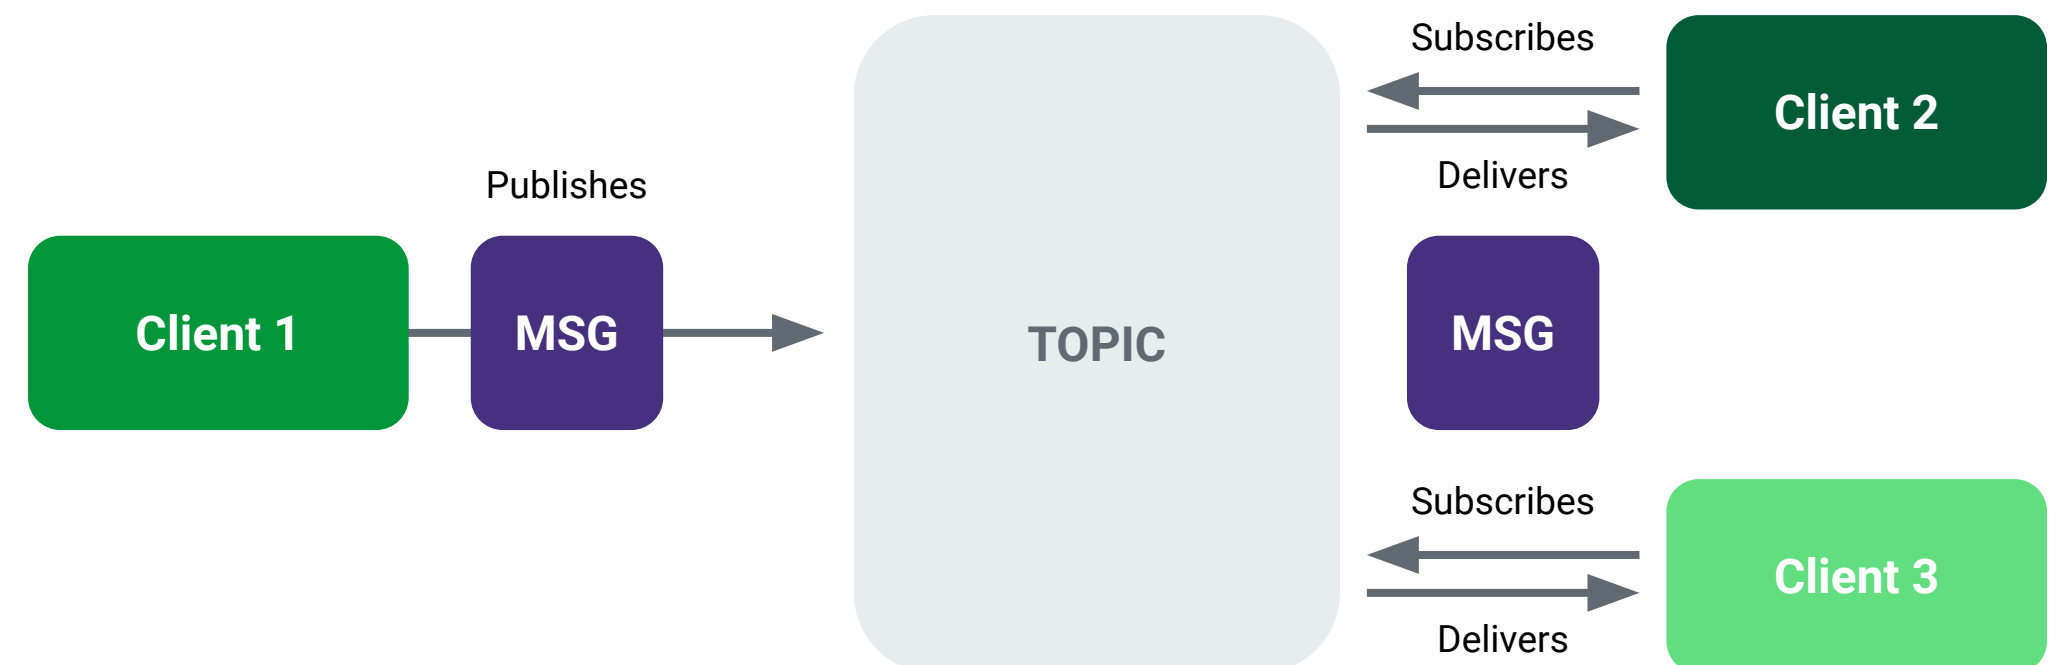 Publishes
Client 1
MSG
TOPIC
Subscribes
Delivers
Client 2
MSG
Subscribes
Delivers
Client 3